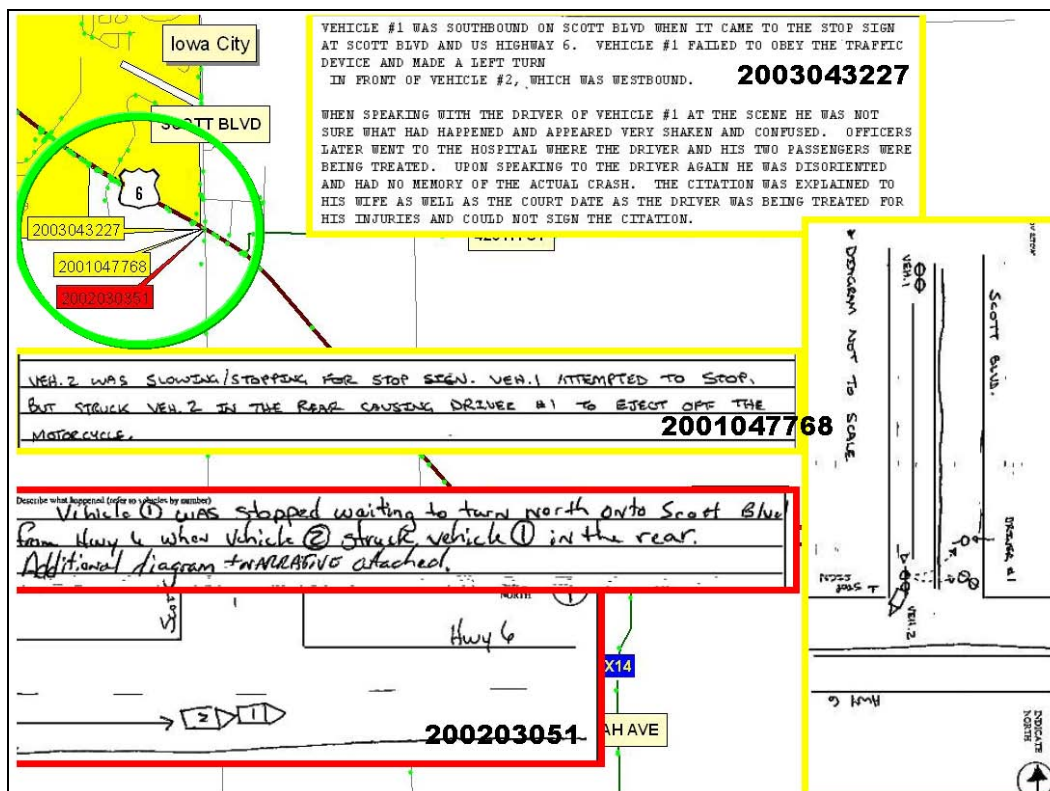 Iowa City
SCOTT BLVD
6
2003043227
2001047768
2002030351
VEHICLE #1 WAS SOUTHBOUND ON SCOTT BLVD WHEN IT CAME TO THE STOP SIGN
AT SCOTT BLVD AND US HIGHWAY 6. VEHICLE #1 FAILED TO OBEY THE TRAFFIC
DEVICE AND MADE A LEFT TURN
IN FRONT OF VEHICLE #2, WHICH WAS WESTBOUND.
2003043227
WHEN SPEAKING WITH THE DRIVER OF VEHICLE #1 AT THE SCENE HE WAS NOT
SURE WHAT HAD HAPPENED AND APPEARED VERY SHAKEN AND CONFUSED. OFFICERS
LATER WENT TO THE HOSPITAL WHERE THE DRIVER AND HIS TWO PASSENGERS WERE
BEING TREATED. UPON SPEAKING TO THE DRIVER AGAIN HE WAS DISORIENTED
AND HAD NO MEMORY OF THE ACTUAL CRASH. THE CITATION WAS EXPLAINED TO
HIS WIFE AS WELL AS THE COURT DATE AS THE DRIVER WAS BEING TREATED FOR
HIS INJURIES AND COULD NOT SIGN THE CITATION.
VEH.2 WAS SLOWING/STOPPING FOR STOP SIGN. VEH.1 ATTEMPTED TO STOP,
BUT STRUCK VEH.2 IN THE REAR CAUSING DRIVER #1 TO EJECT OFF THE
MOTORCYCLE.
2001047768
Describe what happened (refer to vehicles by number)
Vehicle ① WAS stopped waiting to turn north onto Scott Blvd
from Hwy 6 when vehicle ② struck vehicle ① in the rear.
Additional diagram + NARRATIVE attached.
NORTH
Hwy 6
2 1
200203051
X14
AH AVE
* DIAGRAM NOT TO SCALE
VEH.1
SCOTT BLVD.
DRIVER #1
STOP
SIGN
VEH.2
HWY 6
INDICATE
NORTH